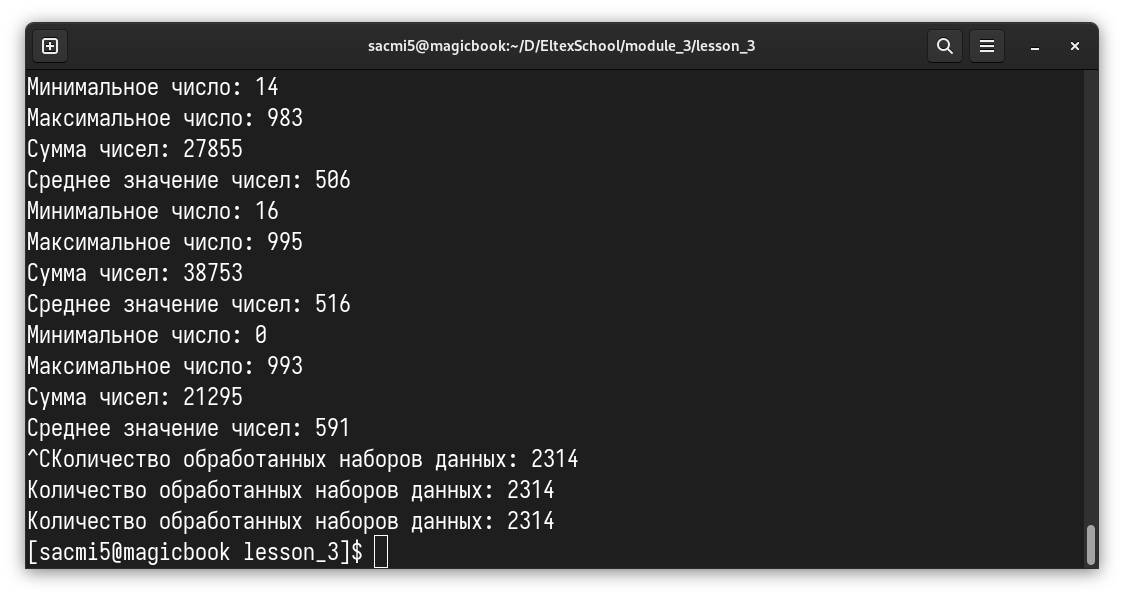 sacmi5@magicbook:~/D/EltexSchool/module_3/lesson_3
Минимальное число: 14
Максимальное число: 983
Сумма чисел: 27855
Среднее значение чисел: 506
Минимальное число: 16
Максимальное число: 995
Сумма чисел: 38753
Среднее значение чисел: 516
Минимальное число: 0
Максимальное число: 993
Сумма чисел: 21295
Среднее значение чисел: 591
^CКоличество обработанных наборов данных: 2314
Количество обработанных наборов данных: 2314
Количество обработанных наборов данных: 2314
[sacmi5@magicbook lesson_3]$